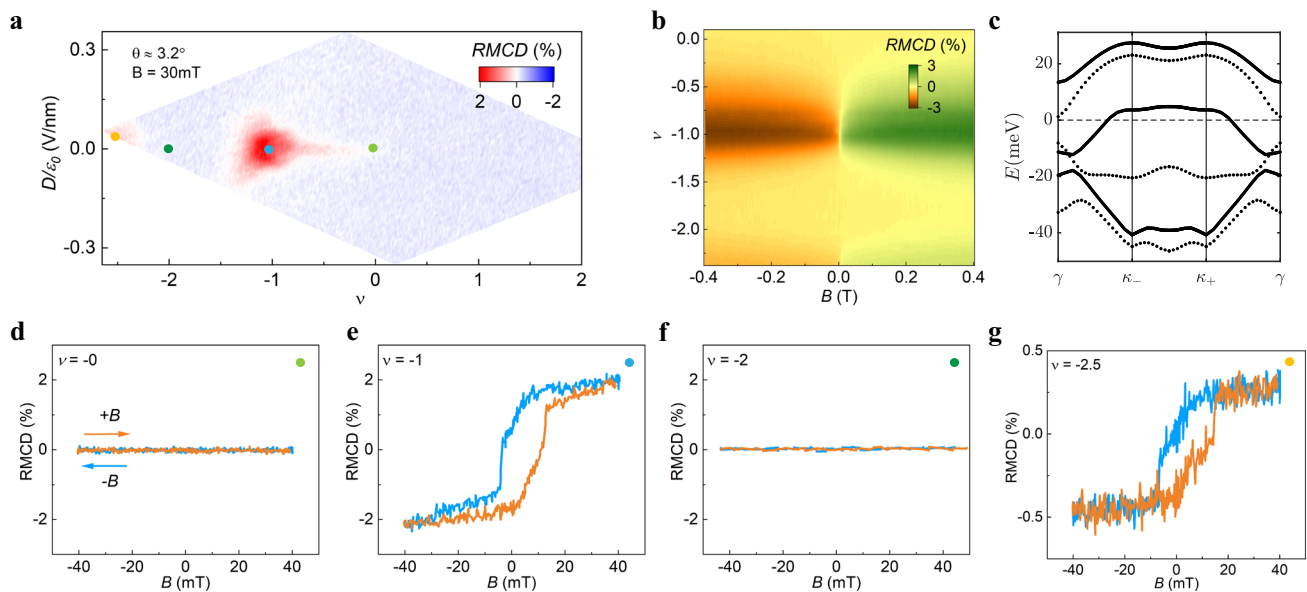 a
θ ≈ 3.2°
B = 30mT
RMCD (%)
2 0 -2
D/ε0 (V/nm)
0.3
0.0
-0.3
-2 -1 0 1 2
ν
b
RMCD (%)
3
0
-3
ν
0.0
-0.5
-1.0
-1.5
-2.0
-0.4 -0.2 0.0 0.2 0.4
B (T)
c
E(meV)
20
0
-20
-40
γ κ− κ+ γ
d
ν = -0
+B
-B
RMCD (%)
2
0
-2
-40 -20 0 20 40
B (mT)
e
ν = -1
RMCD (%)
2
0
-2
-40 -20 0 20 40
B (mT)
f
ν = -2
RMCD (%)
2
0
-2
-40 -20 0 20 40
B (mT)
g
ν = -2.5
RMCD (%)
0.5
0.0
-0.5
-40 -20 0 20 40
B (mT)